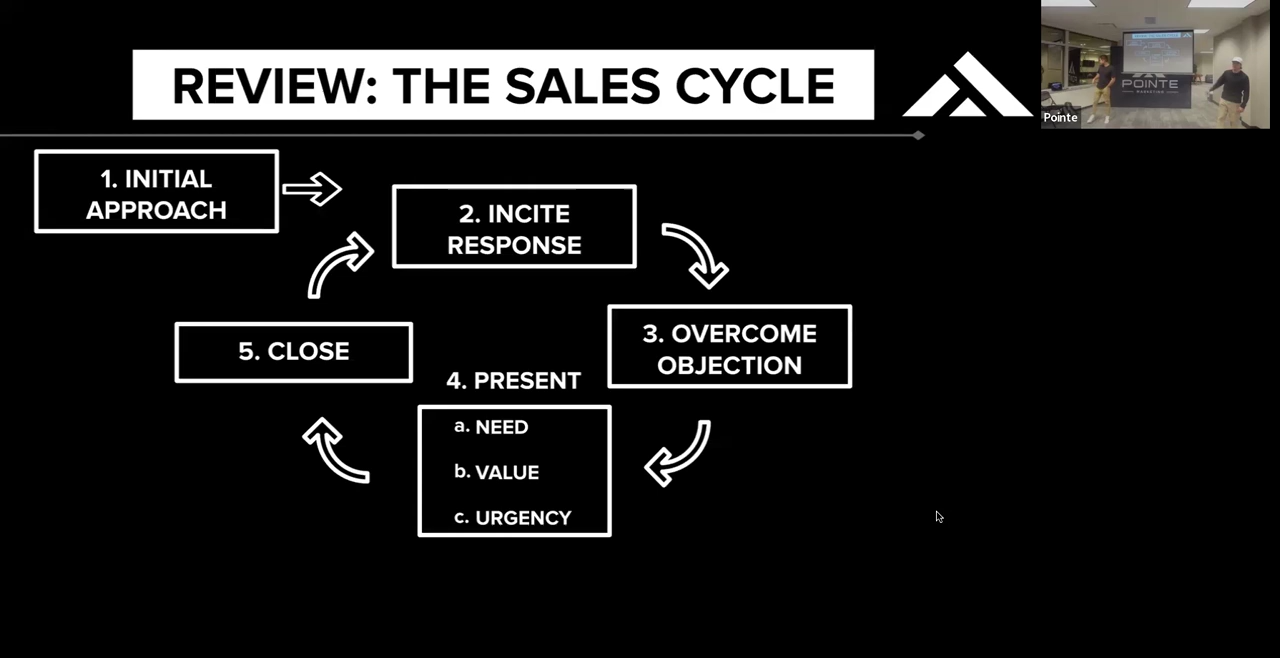 REVIEW: THE SALES CYCLE
1. INITIAL
APPROACH
2. INCITE
RESPONSE
3. OVERCOME
OBJECTION
4. PRESENT
a. NEED
b. VALUE
c. URGENCY
5. CLOSE
POINTE
MARKETING
Pointe